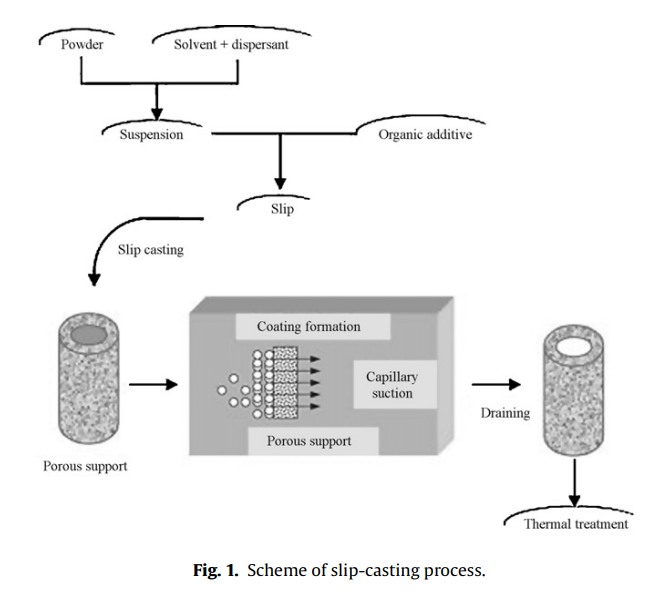 Powder
Solvent + dispersant
Suspension
Organic additive
Slip
Slip casting
Coating formation
Capillary
suction
Porous support
Draining
Porous support
Thermal treatment
Fig. 1. Scheme of slip-casting process.